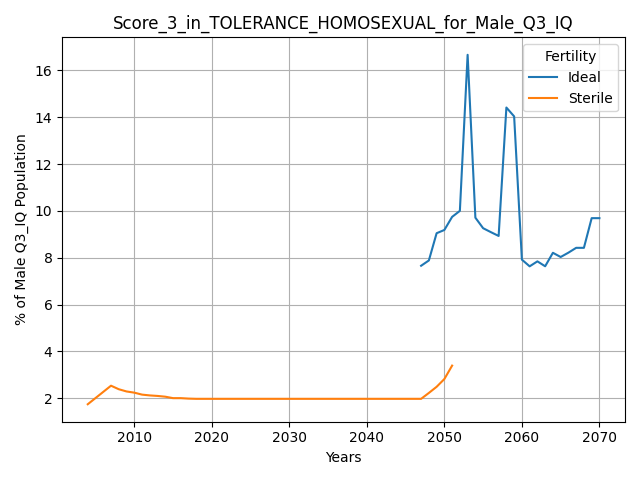 Score_3_in_TOLERANCE_HOMOSEXUAL_for_Male_Q3_IQ
Fertility
Ideal
Sterile
% of Male Q3_IQ Population
16
14
12
10
8
6
4
2
2010 2020 2030 2040 2050 2060 2070
Years